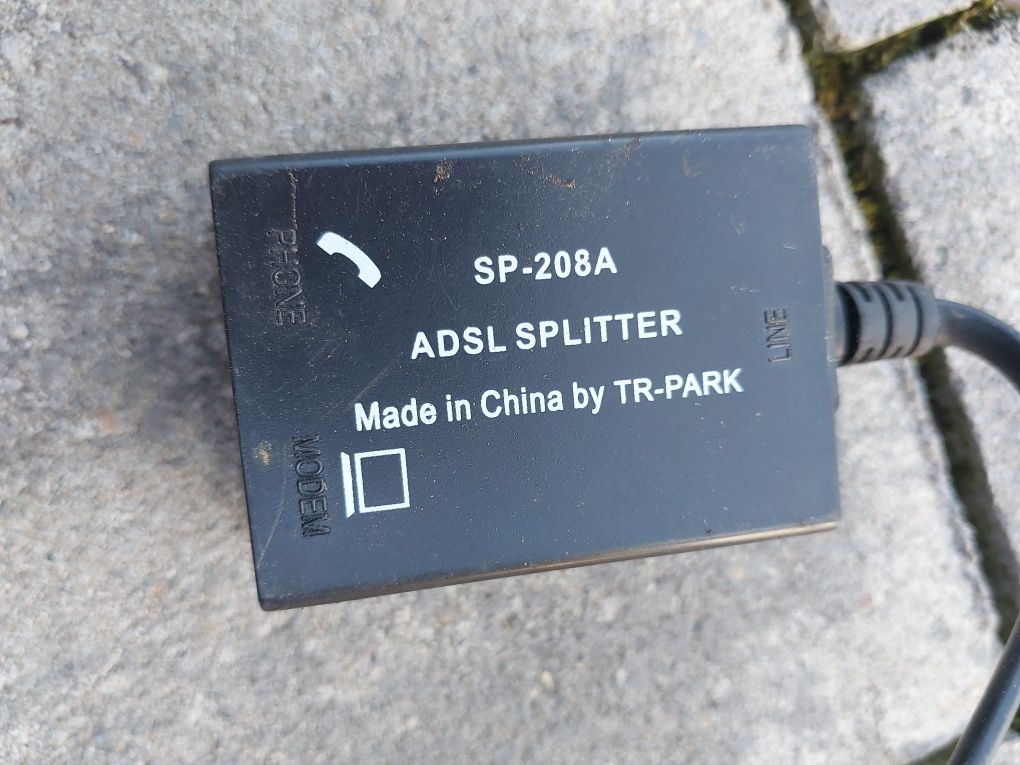 PHONE
SP-208A
ADSL SPLITTER
LINE
Made in China by TR-PARK
MODEM